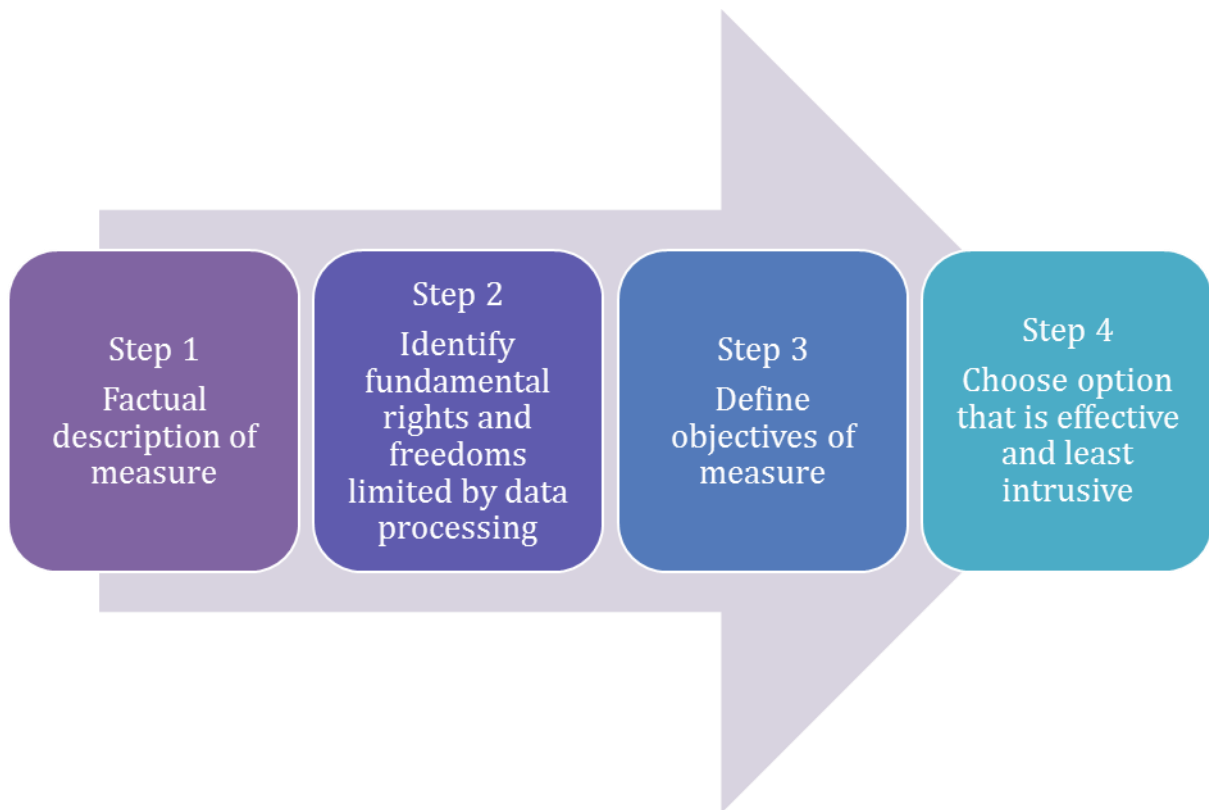 Step 1
Factual
description of
measure
Step 2
Identify
fundamental
rights and
freedoms
limited by data
processing
Step 3
Define
objectives of
measure
Step 4
Choose option
that is effective
and least
intrusive